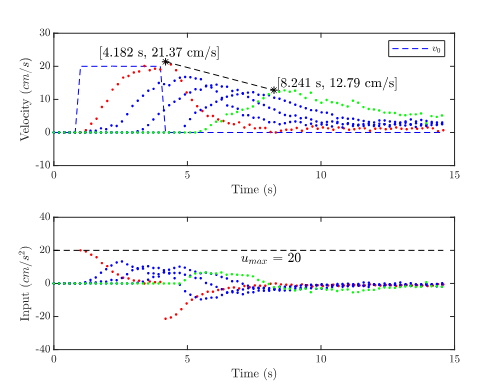 30
20
10
0
-10
Velocity (cm/s)
[4.182 s, 21.37 cm/s]
[8.241 s, 12.79 cm/s]
v₀
0 5 10 15
Time (s)
40
20
0
-20
-40
Input (cm/s²)
uₘₐₓ = 20
0 5 10 15
Time (s)